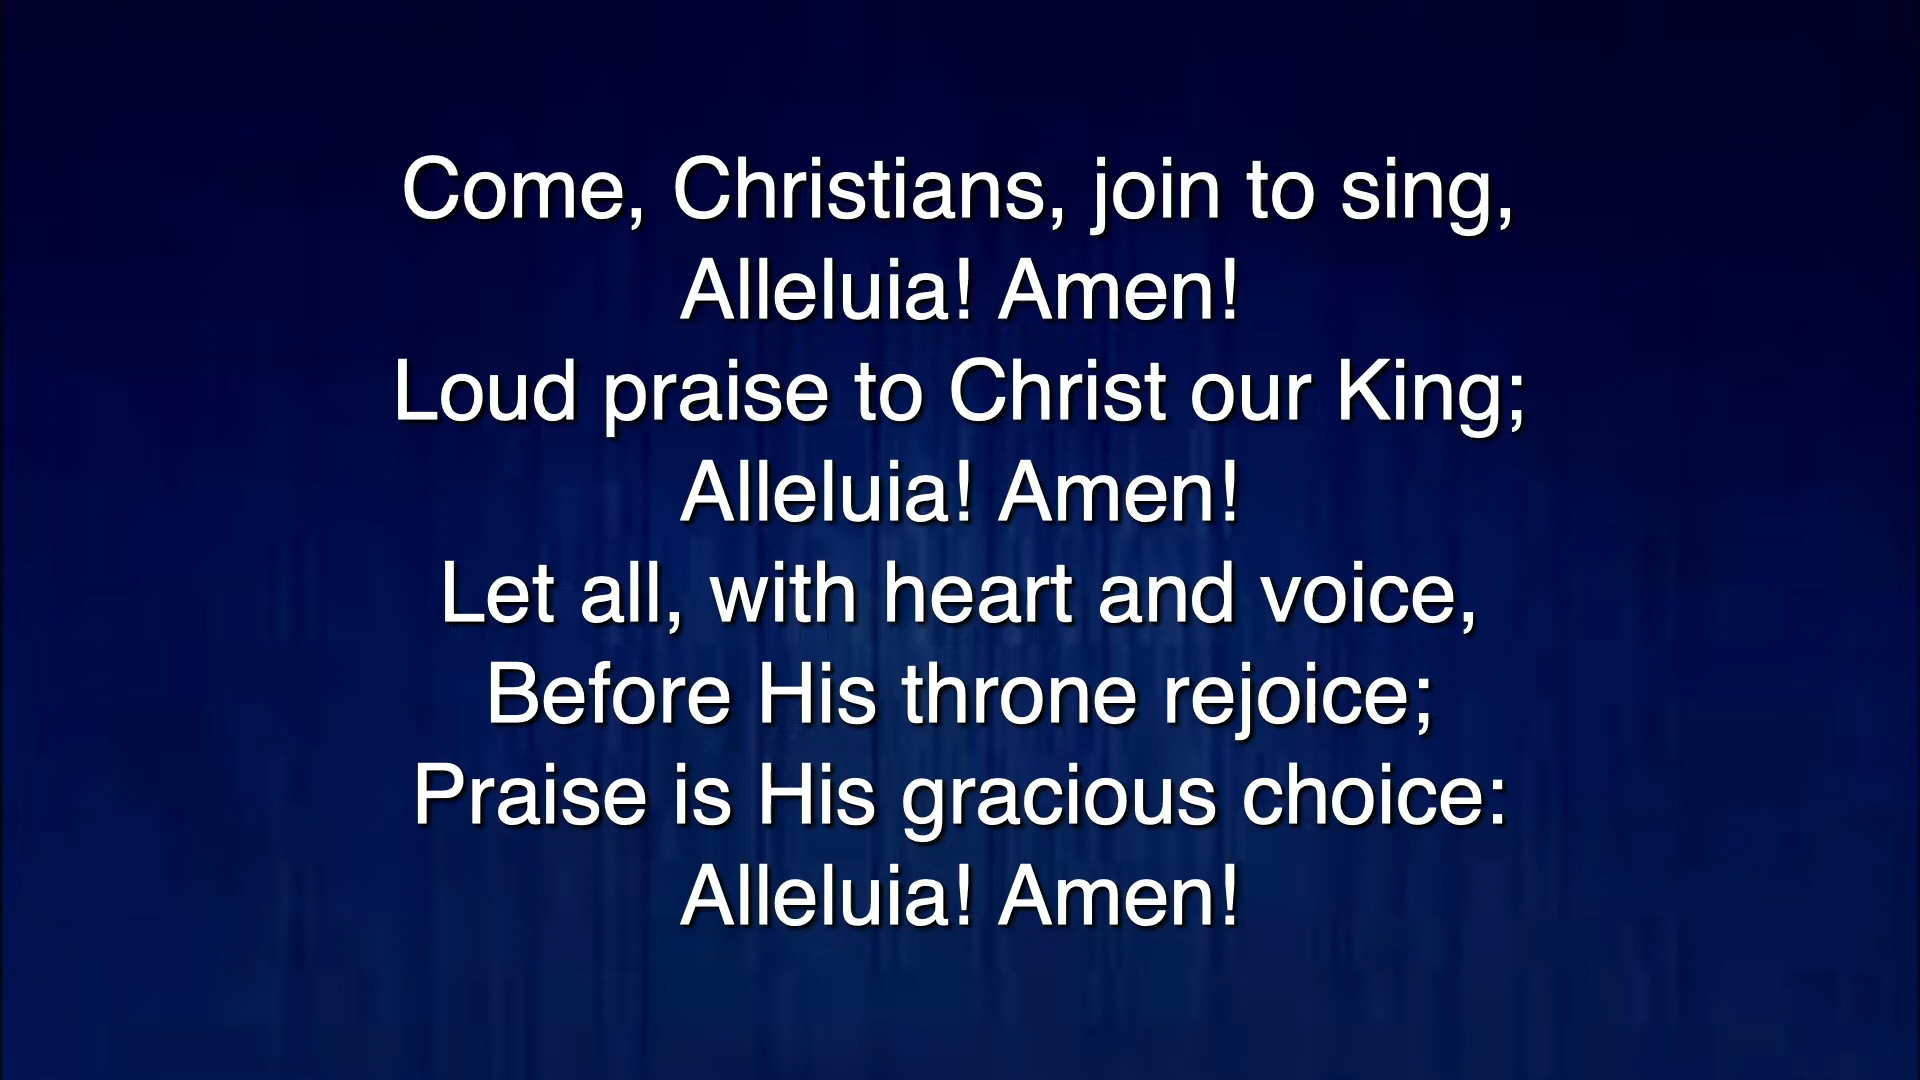 Come, Christians, join to sing,
Alleluia! Amen!
Loud praise to Christ our King;
Alleluia! Amen!
Let all, with heart and voice,
Before His throne rejoice;
Praise is His gracious choice:
Alleluia! Amen!